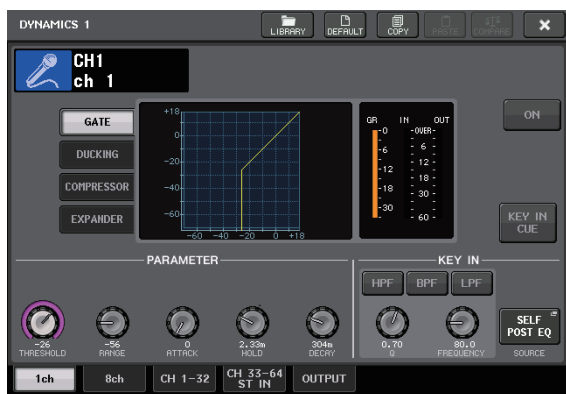 DYNAMICS 1
LIBRARY DEFAULT COPY PASTE COMPARE
CH1
ch 1
GATE
DUCKING
COMPRESSOR
EXPANDER
+18
0
-20
-40
-60
-60 -40 -20 0 +18
GR IN OUT
-0 -OVER-
-6 - 6 -
-12 - 12 -
-18 - 18 -
-30 - 30 -
- 60 -
ON
KEY IN
CUE
PARAMETER
-26
THRESHOLD
-56
RANGE
0
ATTACK
2.33m
HOLD
304m
DECAY
KEY IN
HPF BPF LPF
0.70
Q
80.0
FREQUENCY
SELF
POST EQ
SOURCE
1ch
8ch
CH 1-32
CH 33-64
ST IN
OUTPUT